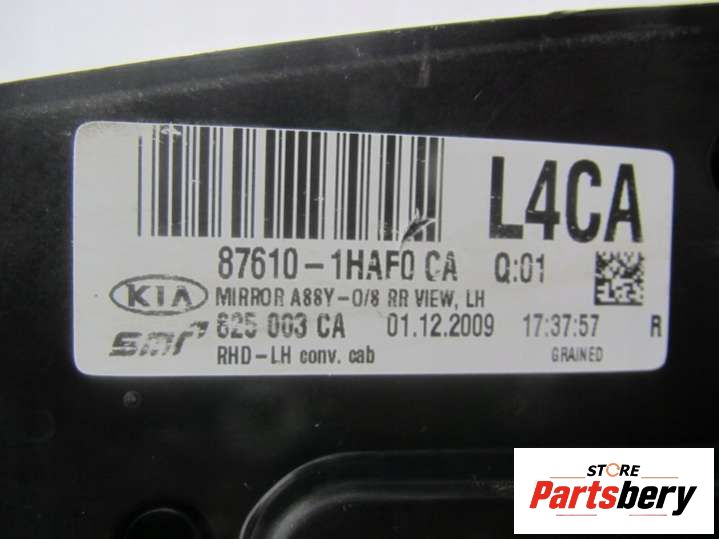 L4CA
87610-1HAF0 CA Q:01
KIA MIRROR A88Y-O/8 RR VIEW, LH
smr 825 003 CA 01.12.2009 17:37:57 R
RHD-LH conv. cab GRAINED
STORE
Partsbery